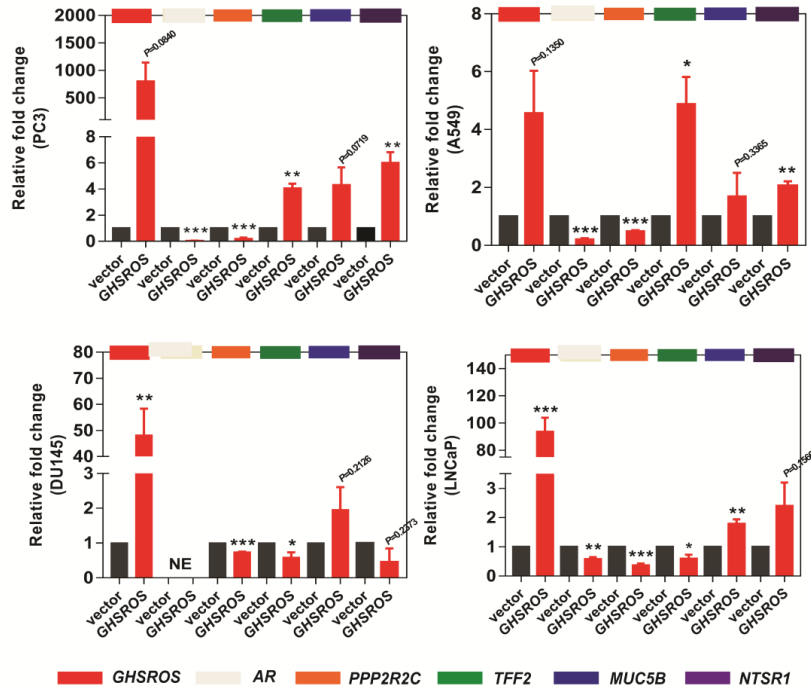 2000
1500
1000
500
8
6
4
2
0
Relative fold change
(PC3)
P=0.0840
***
***
**
P=0.0719
**
vector
GHSROS
vector
GHSROS
vector
GHSROS
vector
GHSROS
vector
GHSROS
vector
GHSROS
8
6
4
2
0
Relative fold change
(A549)
P=0.1350
***
***
*
P=0.3365
**
vector
GHSROS
vector
GHSROS
vector
GHSROS
vector
GHSROS
vector
GHSROS
vector
GHSROS
80
70
60
50
40
3
2
1
0
Relative fold change
(DU145)
**
NE
***
*
P=0.2126
P=0.2373
vector
GHSROS
vector
GHSROS
vector
GHSROS
vector
GHSROS
vector
GHSROS
vector
GHSROS
140
120
100
80
3
2
1
0
Relative fold change
(LNCaP)
***
**
***
*
**
vector
GHSROS
vector
GHSROS
vector
GHSROS
vector
GHSROS
vector
GHSROS
vector
GHSROS
GHSROS AR PPP2R2C TFF2 MUC5B NTSR1